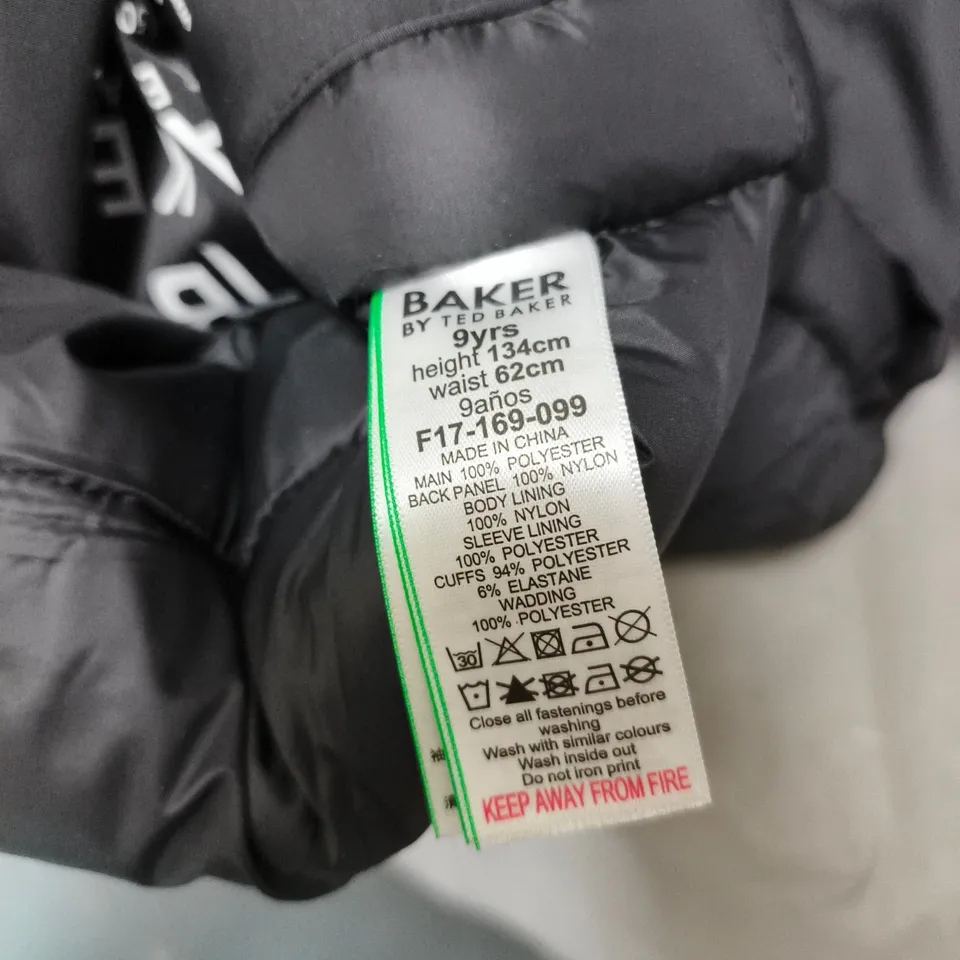 BAKER
BY TED BAKER
9yrs
height 134cm
waist 62cm
9años
F17-169-099
MADE IN CHINA
MAIN 100% POLYESTER
BACK PANEL 100% NYLON
BODY LINING
100% NYLON
SLEEVE LINING
100% POLYESTER
CUFFS 94% POLYESTER
6% ELASTANE
WADDING
100% POLYESTER
30
Close all fastenings before
washing
Wash with similar colours
Wash inside out
Do not iron print
KEEP AWAY FROM FIRE